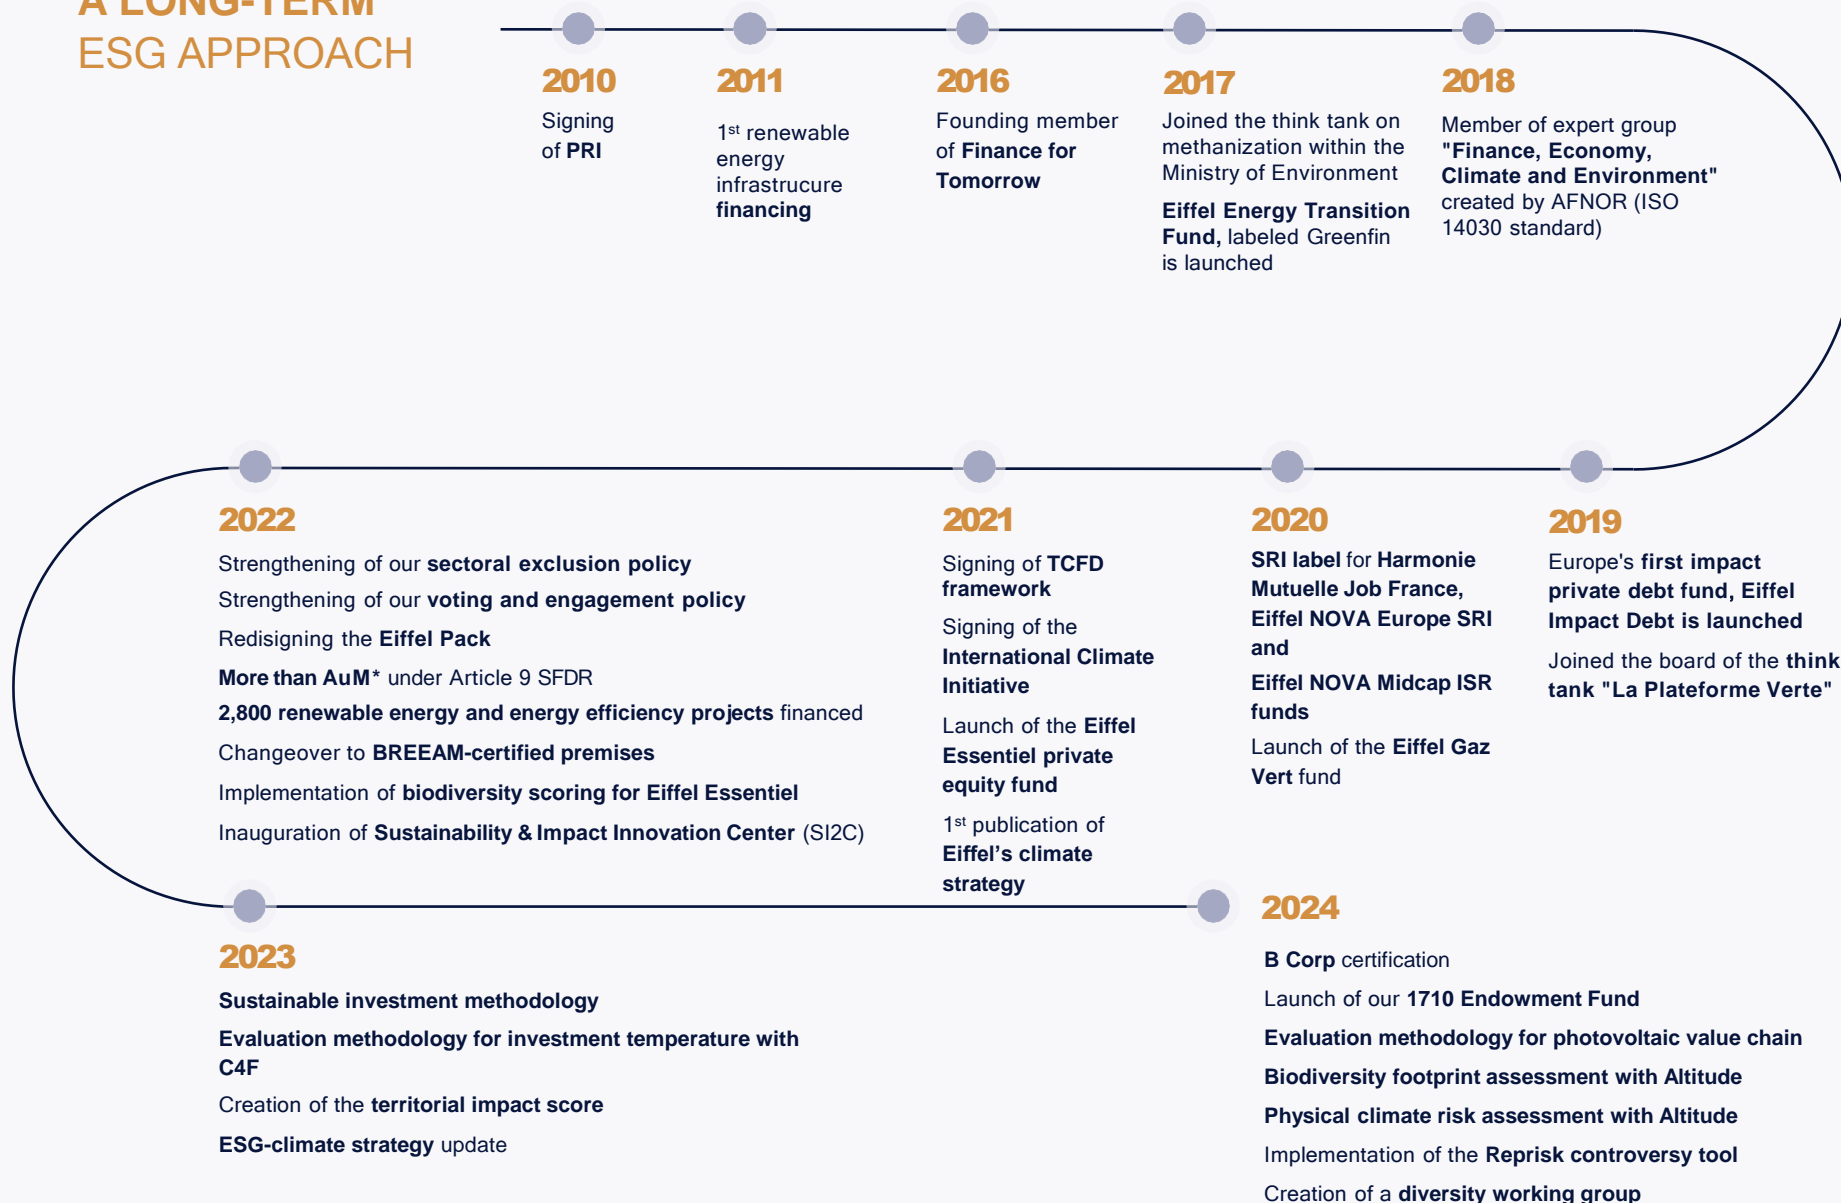 A LONG-TERM
ESG APPROACH
2010
Signing
of PRI
2011
1st renewable
energy
infrastrucure
financing
2016
Founding member
of Finance for
Tomorrow
2017
Joined the think tank on
methanization within the
Ministry of Environment
Eiffel Energy Transition
Fund, labeled Greenfin
is launched
2018
Member of expert group
"Finance, Economy,
Climate and Environment"
created by AFNOR (ISO
14030 standard)
2022
Strengthening of our sectoral exclusion policy
Strengthening of our voting and engagement policy
Redisigning the Eiffel Pack
More than AuM* under Article 9 SFDR
2,800 renewable energy and energy efficiency projects financed
Changeover to BREEAM-certified premises
Implementation of biodiversity scoring for Eiffel Essentiel
Inauguration of Sustainability & Impact Innovation Center (SI2C)
2021
Signing of TCFD
framework
Signing of the
International Climate
Initiative
Launch of the Eiffel
Essentiel private
equity fund
1st publication of
Eiffel’s climate
strategy
2020
SRI label for Harmonie
Mutuelle Job France,
Eiffel NOVA Europe SRI
and
Eiffel NOVA Midcap ISR
funds
Launch of the Eiffel Gaz
Vert fund
2019
Europe's first impact
private debt fund, Eiffel
Impact Debt is launched
Joined the board of the think
tank "La Plateforme Verte"
2023
Sustainable investment methodology
Evaluation methodology for investment temperature with
C4F
Creation of the territorial impact score
ESG-climate strategy update
2024
B Corp certification
Launch of our 1710 Endowment Fund
Evaluation methodology for photovoltaic value chain
Biodiversity footprint assessment with Altitude
Physical climate risk assessment with Altitude
Implementation of the Reprisk controversy tool
Creation of a diversity working group